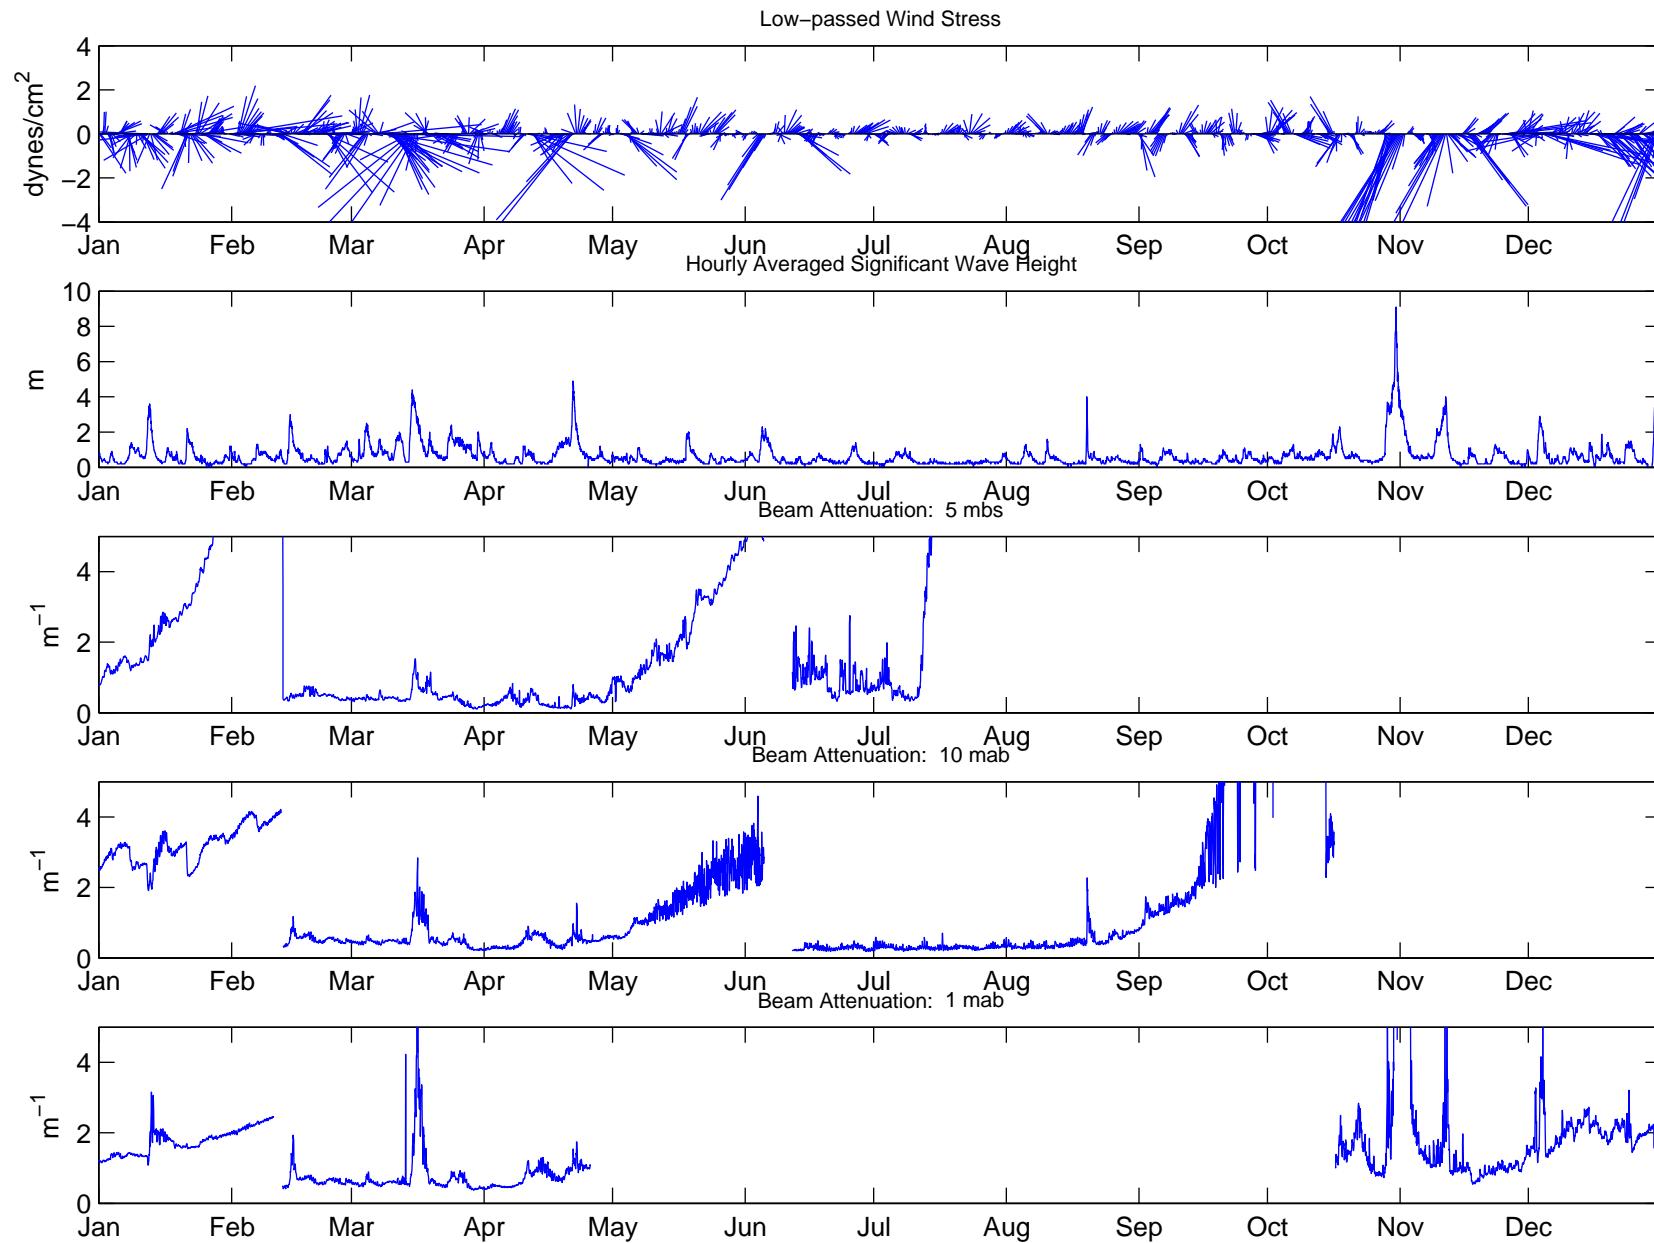 Low−passed Wind Stress
4
2
0
−2
−4
dynes/cm²
Jan Feb Mar Apr May Jun Jul Aug Sep Oct Nov Dec
Hourly Averaged Significant Wave Height
10
8
6
4
2
0
m
Jan Feb Mar Apr May Jun Jul Aug Sep Oct Nov Dec
Beam Attenuation: 5 mbs
4
2
0
m⁻¹
Jan Feb Mar Apr May Jun Jul Aug Sep Oct Nov Dec
Beam Attenuation: 10 mab
4
2
0
m⁻¹
Jan Feb Mar Apr May Jun Jul Aug Sep Oct Nov Dec
Beam Attenuation: 1 mab
4
2
0
m⁻¹
Jan Feb Mar Apr May Jun Jul Aug Sep Oct Nov Dec